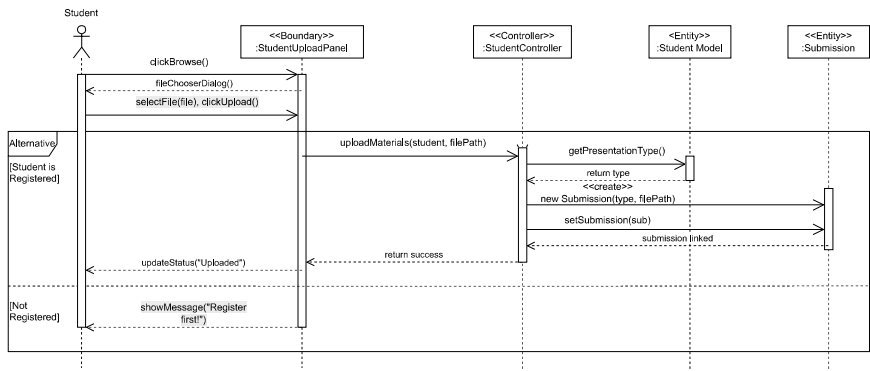 Student
<<Boundary>>
:StudentUploadPanel
<<Controller>>
:StudentController
<Entity>>
:Student Model
<<Entity>>
:Submission
clickBrowse()
fileChooserDialog()
selectFile(file), clickUpload()
Alternative
[Student is
Registered]
uploadMaterials(student, filePath)
getPresentationType()
return type
<<create>>
new Submission(type, filePath)
setSubmission(sub)
submission linked
return success
updateStatus("Uploaded")
[Not
Registered]
showMessage("Register
first!")